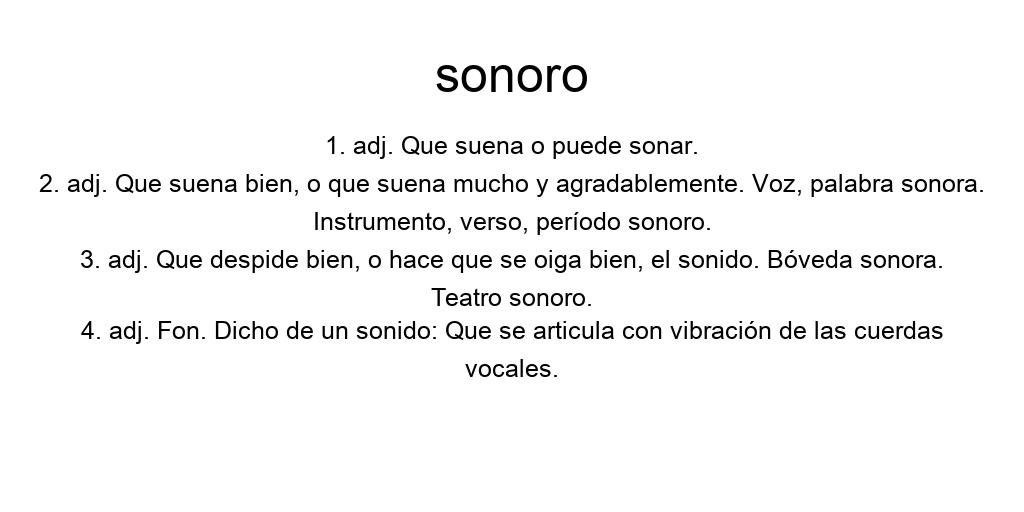 sonoro
1. adj. Que suena o puede sonar.
2. adj. Que suena bien, o que suena mucho y agradablemente. Voz, palabra sonora.
Instrumento, verso, período sonoro.
3. adj. Que despide bien, o hace que se oiga bien, el sonido. Bóveda sonora.
Teatro sonoro.
4. adj. Fon. Dicho de un sonido: Que se articula con vibración de las cuerdas
vocales.